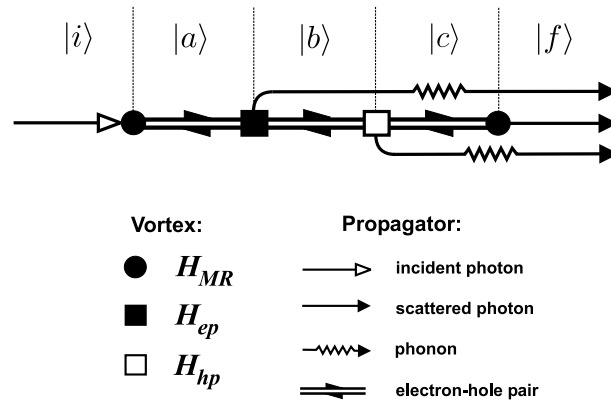 |i⟩ |a⟩ |b⟩ |c⟩ |f⟩
Vortex: Propagator:
H_MR incident photon
scattered photon
H_ep
phonon
H_hp
electron-hole pair